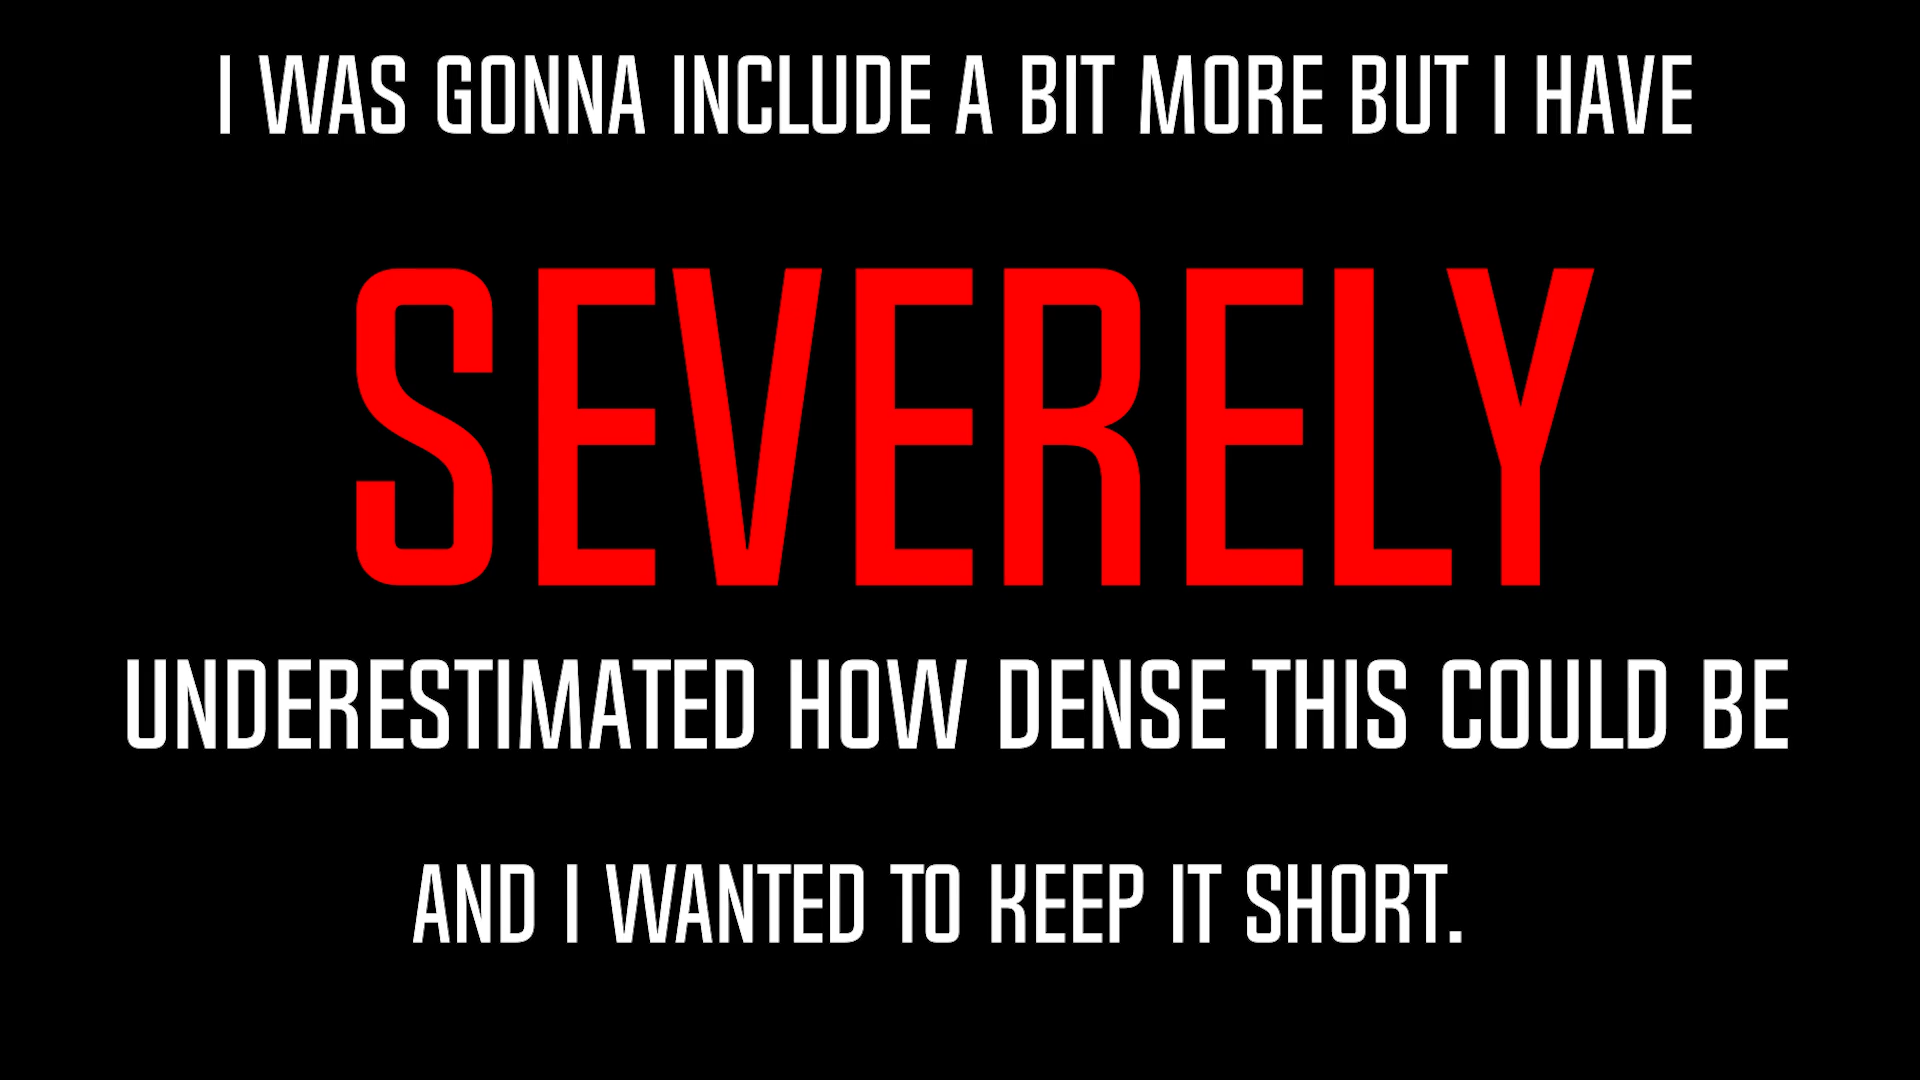 I WAS GONNA INCLUDE A BIT MORE BUT I HAVE
SEVERELY
UNDERESTIMATED HOW DENSE THIS COULD BE
AND I WANTED TO KEEP IT SHORT.